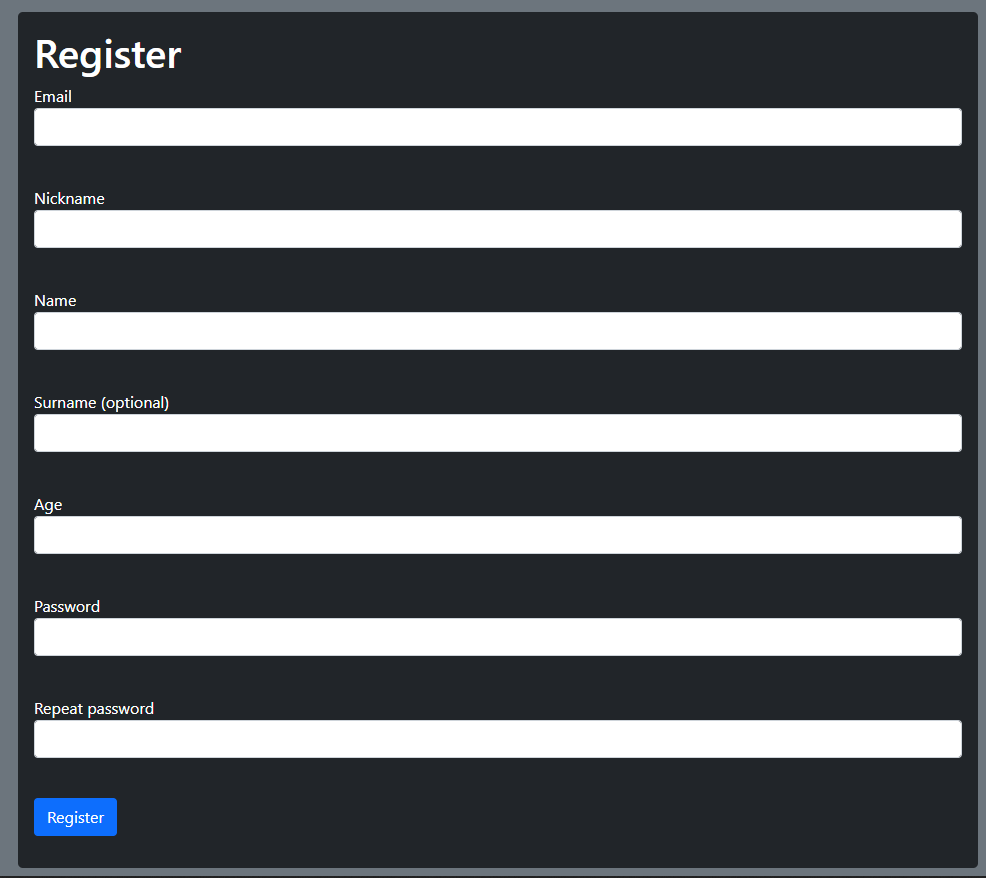 Register
Email
Nickname
Name
Surname (optional)
Age
Password
Repeat password
Register